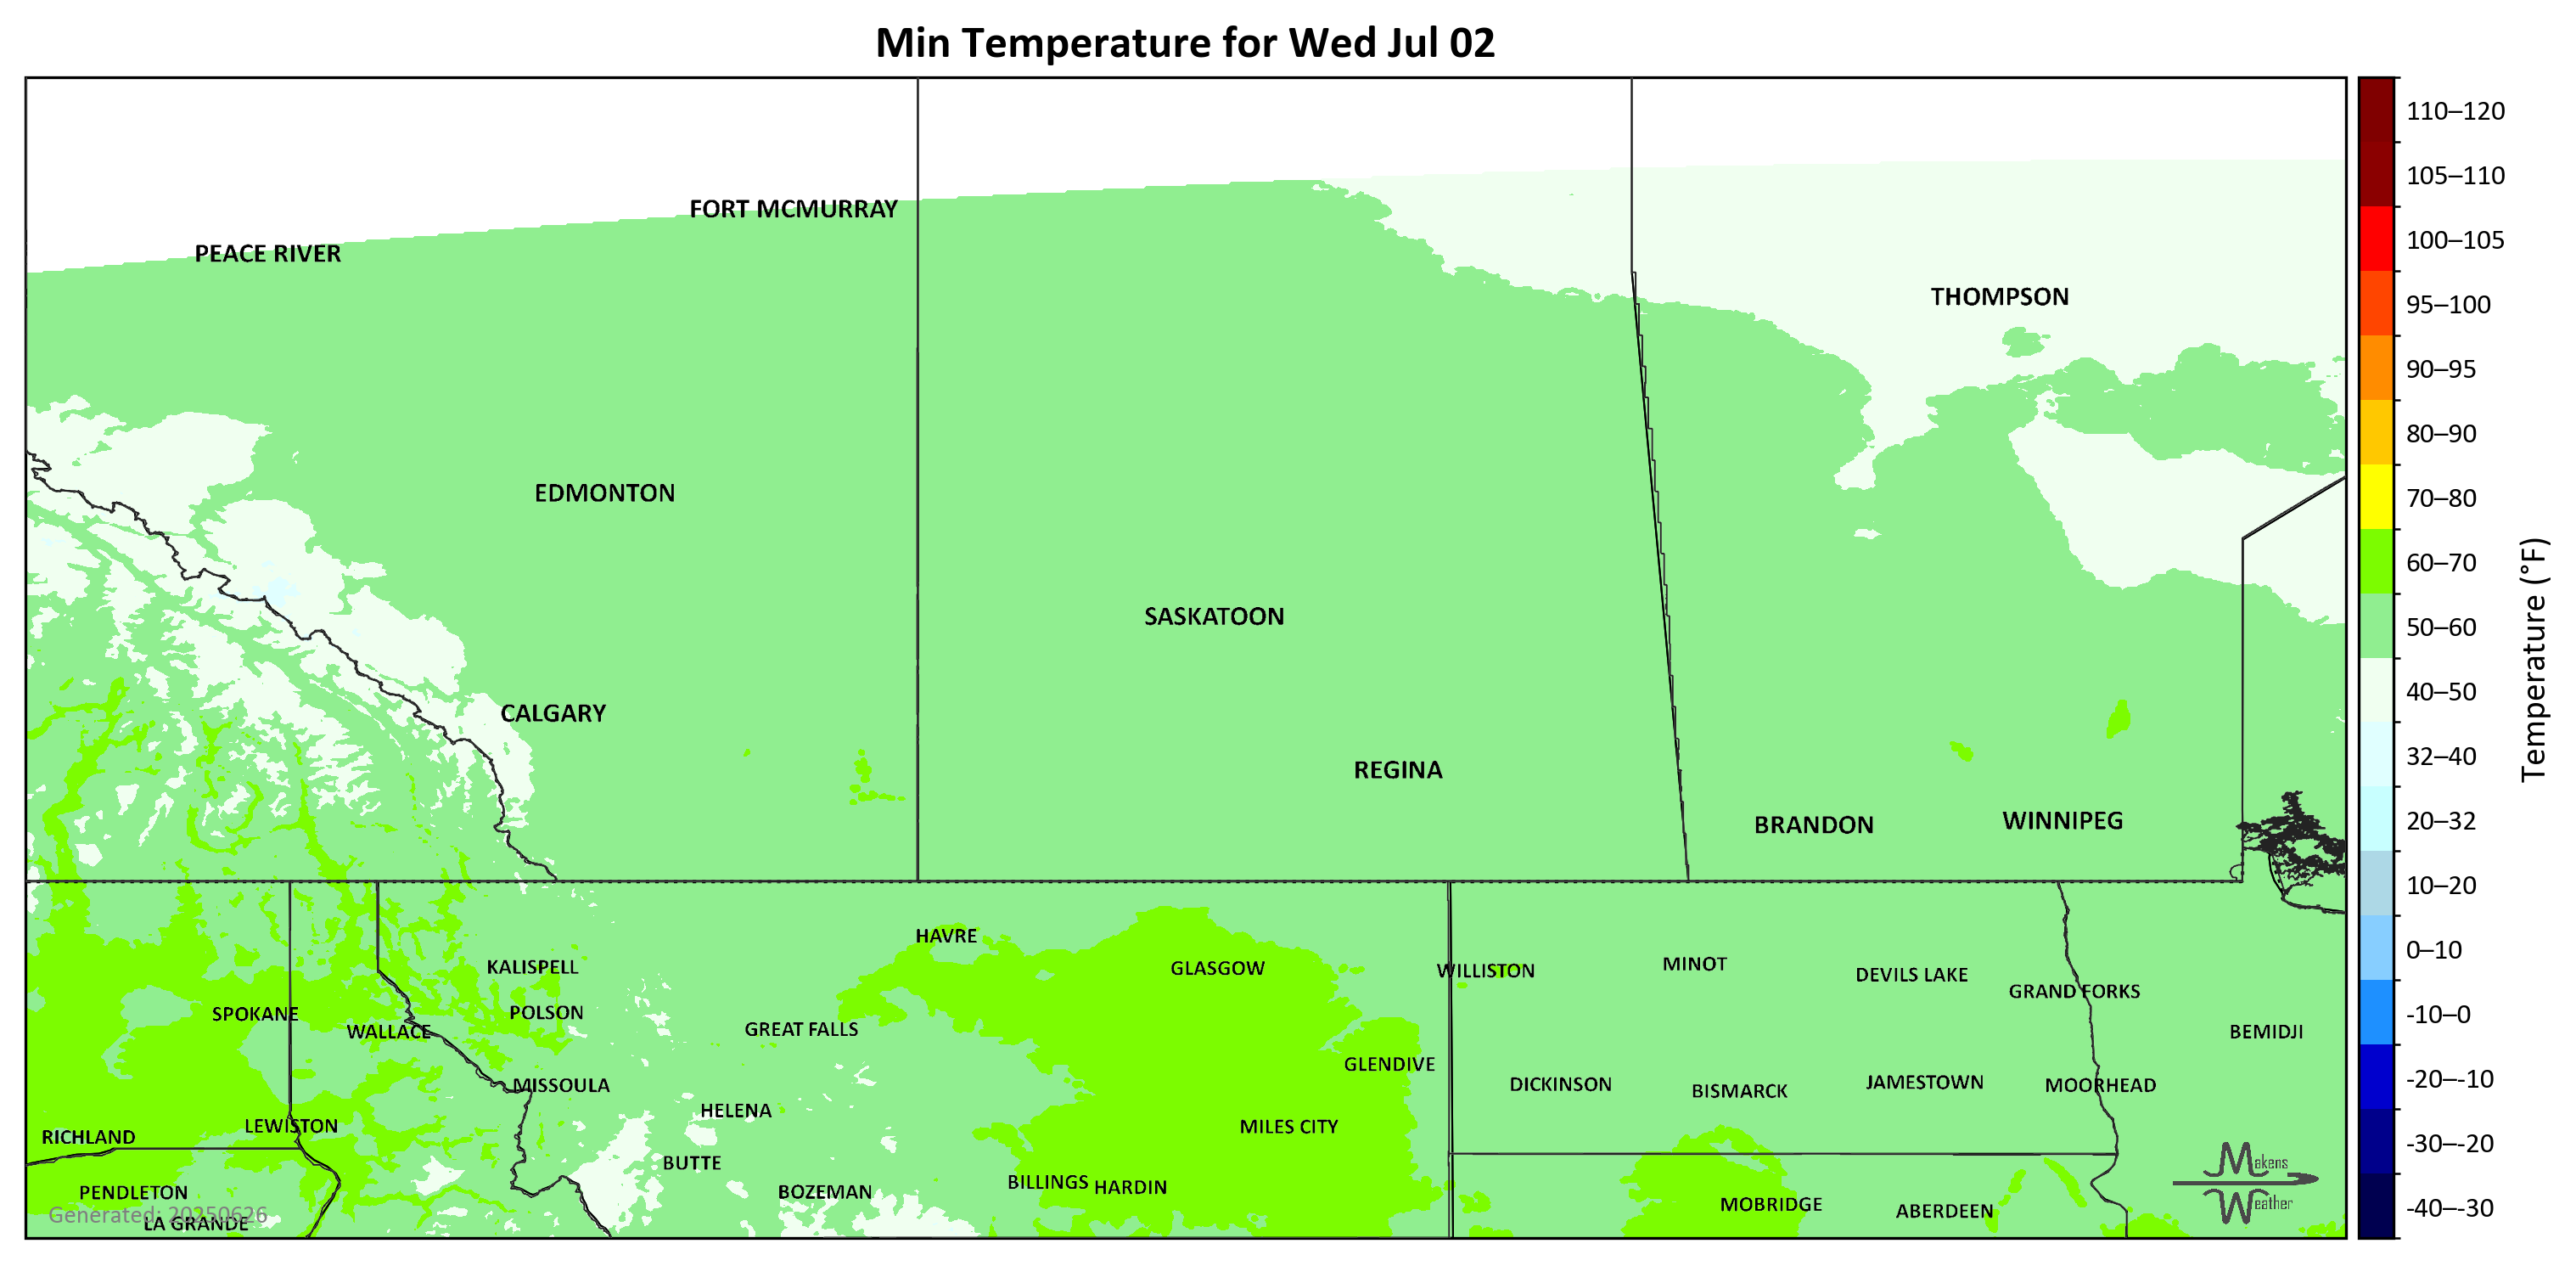 Min Temperature for Wed Jul 02
110–120
105–110
100–105
95–100
90–95
80–90
70–80
60–70
50–60
40–50
32–40
20–32
10–20
0–10
-10–0
-20–-10
-30–-20
-40–-30
Temperature (°F)
FORT MCMURRAY
PEACE RIVER
THOMPSON
EDMONTON
SASKATOON
CALGARY
REGINA
BRANDON
WINNIPEG
HAVRE
KALISPELL
GLASGOW
WILLISTON
MINOT
DEVILS LAKE
GRAND FORKS
SPOKANE
POLSON
WALLACE
GREAT FALLS
BEMIDJI
GLENDIVE
MISSOULA
DICKINSON
BISMARCK
JAMESTOWN
MOORHEAD
HELENA
LEWISTON
MILES CITY
RICHLAND
BUTTE
PENDLETON
BOZEMAN
BILLINGS
HARDIN
MOBRIDGE
ABERDEEN
Generated: 20250626
LA GRANDE
Makens
Weather